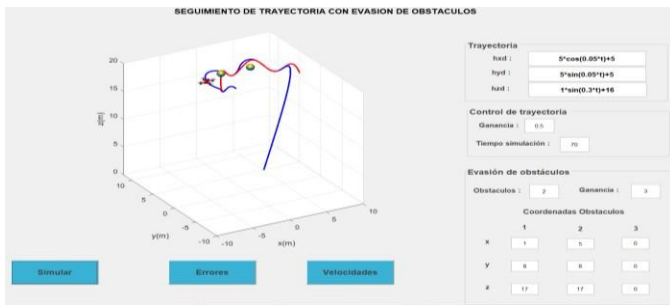 SEGUIMIENTO DE TRAYECTORIA CON EVASION DE OBSTACULOS
20
15
10
5
0
z(m)
10
5
0
-5
-10
y(m)
-10
-5
0
5
10
x(m)
Simular
Errores
Velocidades
Trayectoria
hxd : 5*cos(0.05*t)+5
hyd : 5*sin(0.05*t)+5
hzd : 1*sin(0.3*t)+16
Control de trayectoria
Ganancia : 0.5
Tiempo simulación : 70
Evasión de obstáculos
Obstaculos : 2 Ganancia : 3
Coordenadas Obstaculos
1 2 3
x 1 5 0
y 8 8 0
z 17 17 0